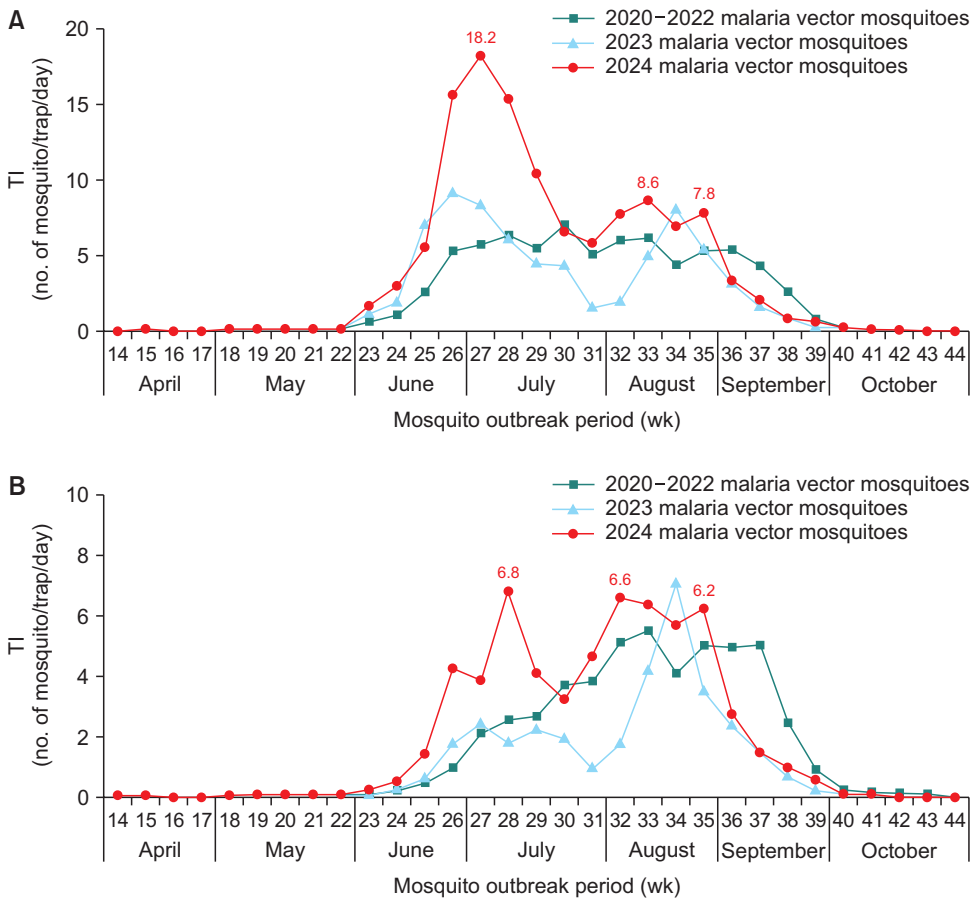 A
20
15
10
5
0
TI
(no. of mosquito/trap/day)
2020−2022 malaria vector mosquitoes
2023 malaria vector mosquitoes
2024 malaria vector mosquitoes
18.2
8.6
7.8
14 15 16 17 18 19 20 21 22 23 24 25 26 27 28 29 30 31 32 33 34 35 36 37 38 39 40 41 42 43 44
April May June July August September October
Mosquito outbreak period (wk)
B
10
8
6
4
2
0
TI
(no. of mosquito/trap/day)
2020−2022 malaria vector mosquitoes
2023 malaria vector mosquitoes
2024 malaria vector mosquitoes
6.8
6.6
6.2
14 15 16 17 18 19 20 21 22 23 24 25 26 27 28 29 30 31 32 33 34 35 36 37 38 39 40 41 42 43 44
April May June July August September October
Mosquito outbreak period (wk)